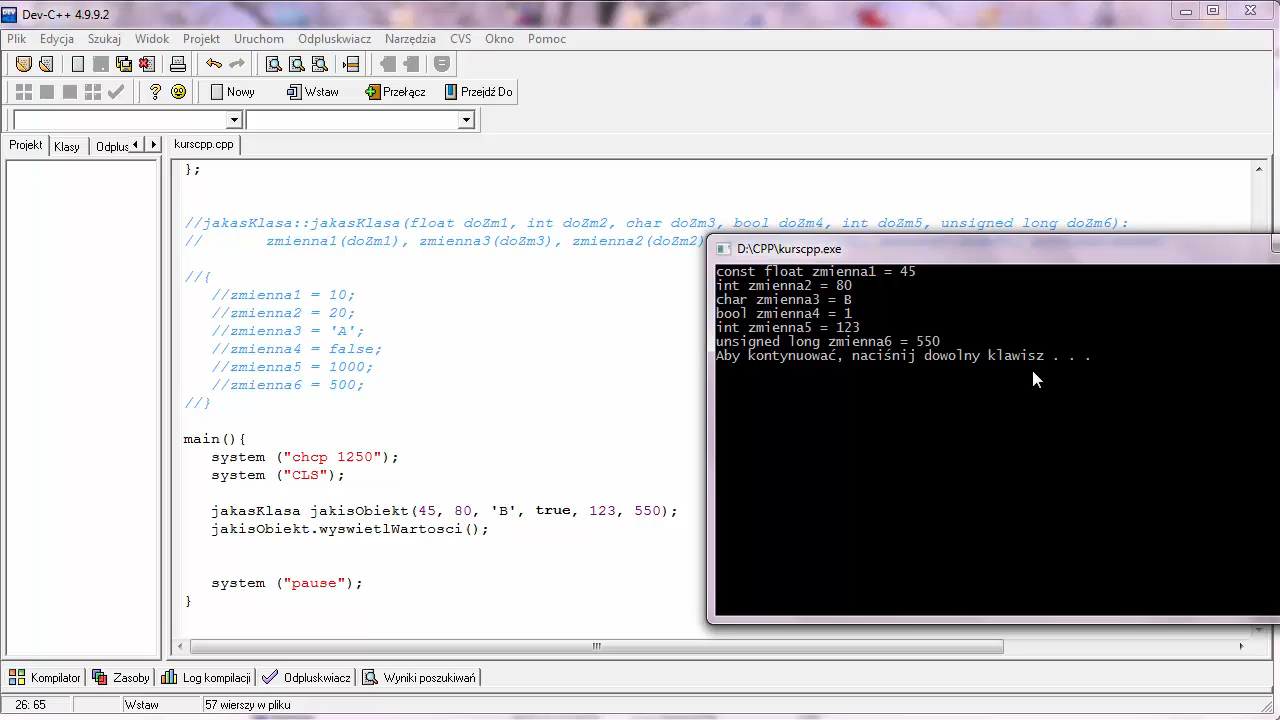 Dev-C++ 4.9.9.2
Plik Edycja Szukaj Widok Projekt Uruchom Odpluskwiacz Narzędzia CVS Okno Pomoc
Nowy Wstaw Przełącz Przejdź Do
Projekt Klasy Odplus kurscpp.cpp
};
//jakasKlasa::jakasKlasa(float doZm1, int doZm2, char doZm3, bool doZm4, int doZm5, unsigned long doZm6):
// zmienna1(doZm1), zmienna3(doZm3), zmienna2(doZm2)
//{
//zmienna1 = 10;
//zmienna2 = 20;
//zmienna3 = 'A';
//zmienna4 = false;
//zmienna5 = 1000;
//zmienna6 = 500;
//}
main(){
system ("chcp 1250");
system ("CLS");
jakasKlasa jakisObiekt(45, 80, 'B', true, 123, 550);
jakisObiekt.wyswietlWartosci();
system ("pause");
}
D:\CPP\kurscpp.exe
const float zmienna1 = 45
int zmienna2 = 80
char zmienna3 = B
bool zmienna4 = 1
int zmienna5 = 123
unsigned long zmienna6 = 550
Aby kontynuować, naciśnij dowolny klawisz . . .
Kompilator Zasoby Log kompilacji Odpluskwiacz Wyniki poszukiwań
26: 65 Wstaw 57 wierszy w pliku